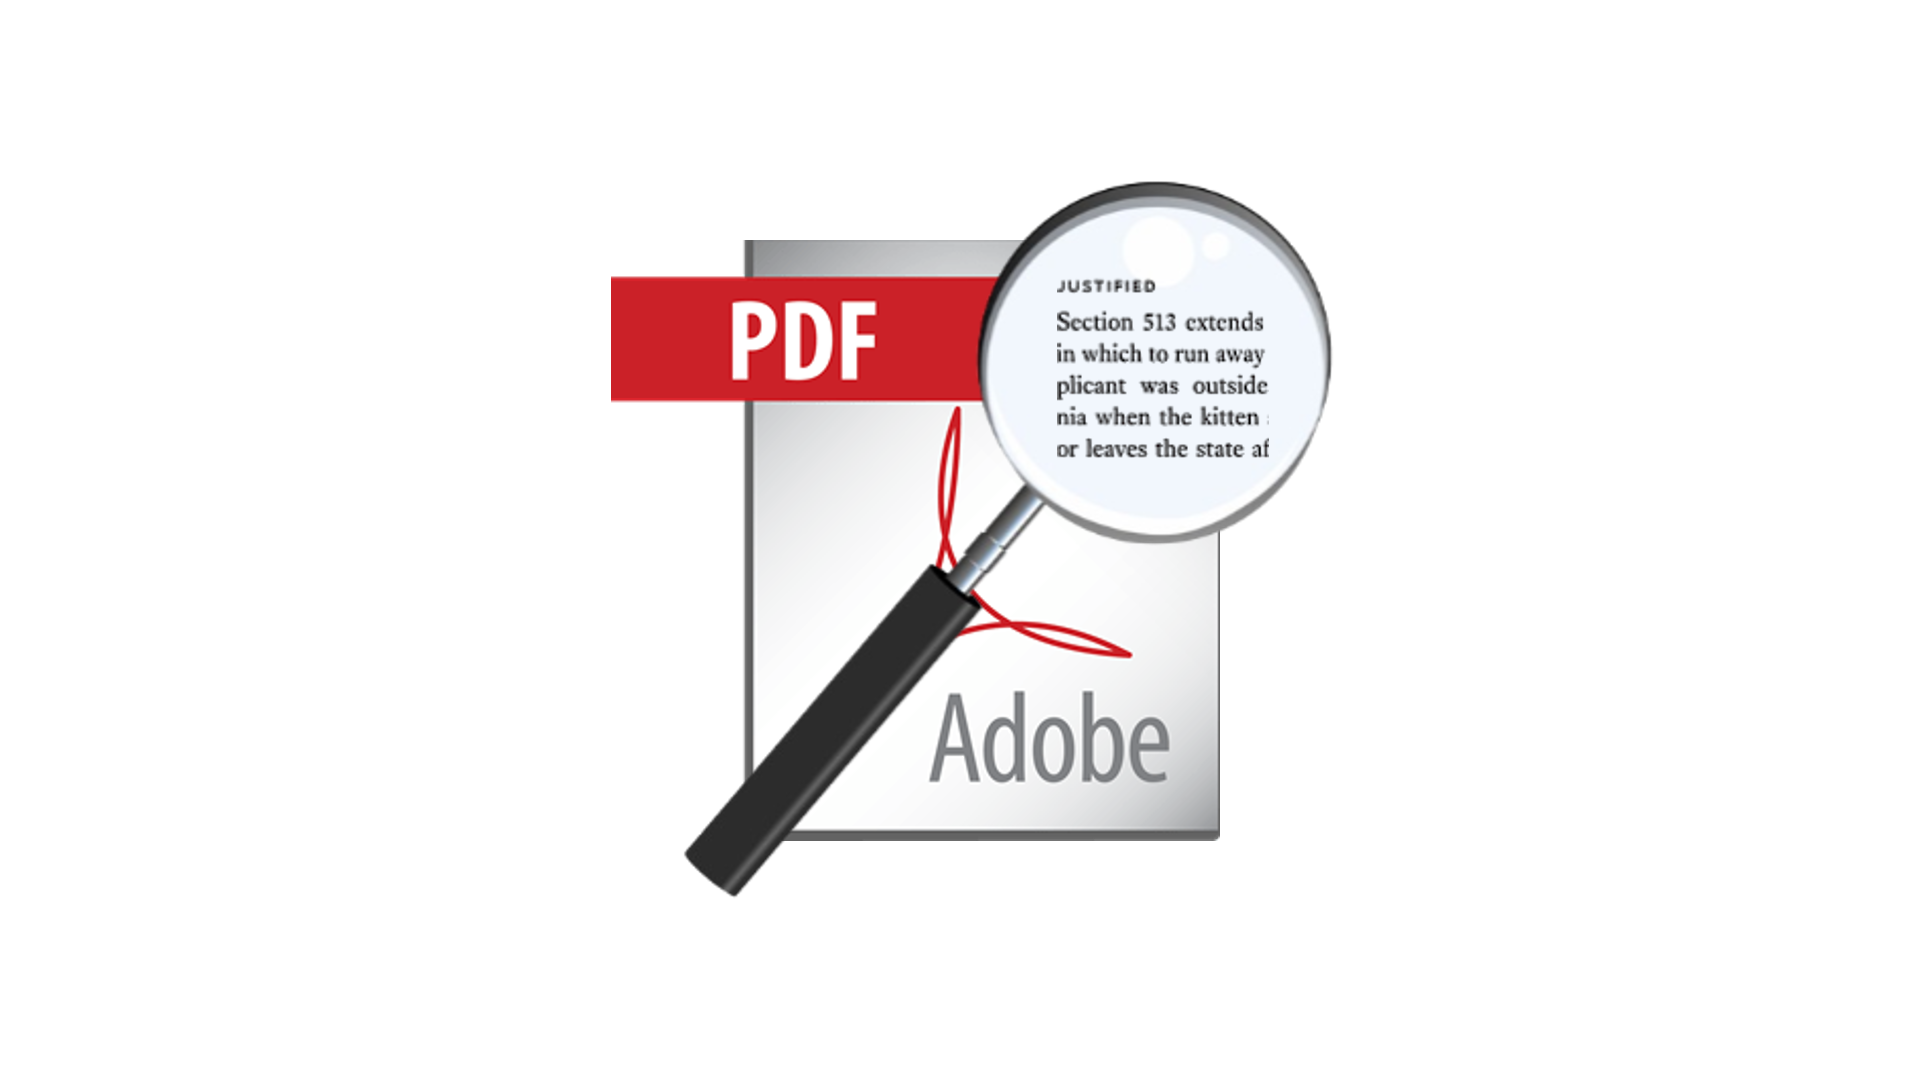 PDF
JUSTIFIED
Section 513 extends
in which to run away
plicant was outside
nia when the kitten
or leaves the state af
Adobe